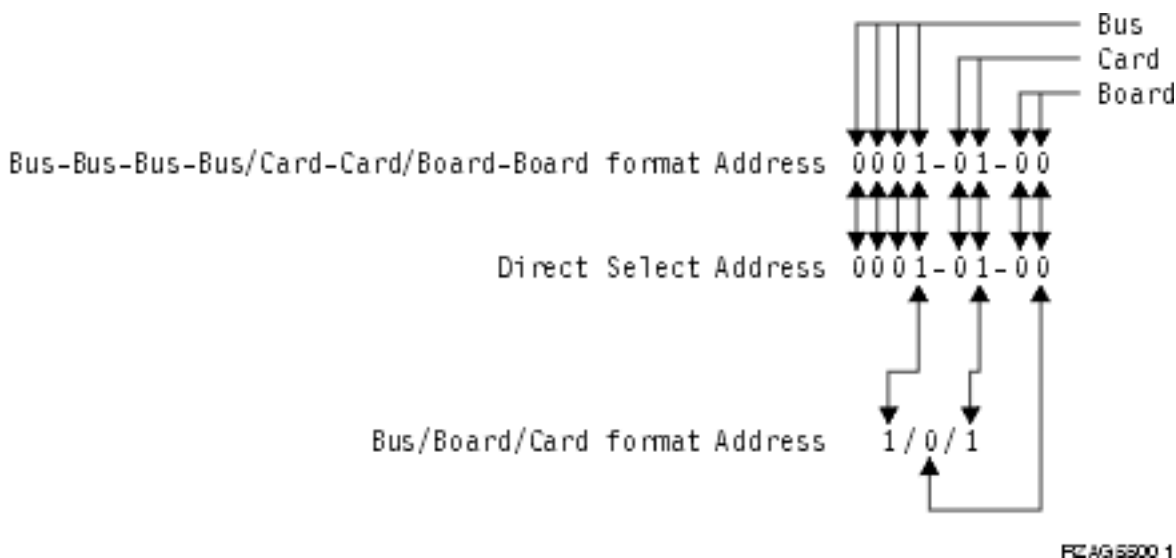 Bus
Card
Board
Bus-Bus-Bus-Bus/Card-Card/Board-Board format Address 0001-01-00
Direct Select Address 0001-01-00
Bus/Board/Card format Address 1/0/1